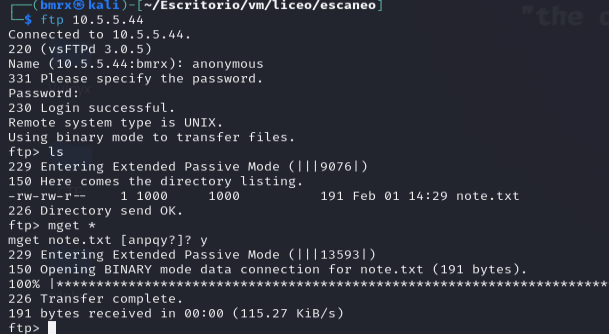 ┌──(bmrx㉿kali)-[~/Escritorio/vm/liceo/escaneo]
└─$ ftp 10.5.5.44
"the
Connected to 10.5.5.44.
220 (vsFTPd 3.0.5)
Name (10.5.5.44:bmrx): anonymous
331 Please specify the password.
Password:
230 Login successful.
Remote system type is UNIX.
Using binary mode to transfer files.
ftp> ls
229 Entering Extended Passive Mode (|||9076|)
150 Here comes the directory listing.
-rw-rw-r--    1 1000     1000          191 Feb 01 14:29 note.txt
226 Directory send OK.
ftp> mget *
mget note.txt [anpqy?]? y
229 Entering Extended Passive Mode (|||13593|)
150 Opening BINARY mode data connection for note.txt (191 bytes).
100% |***********************************************************************
226 Transfer complete.
191 bytes received in 00:00 (115.27 KiB/s)
ftp>